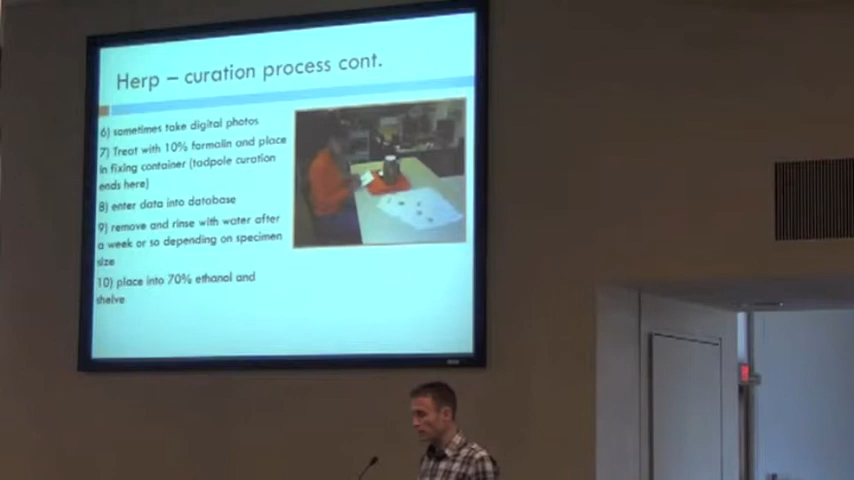 Herp – curation process cont.
6) sometimes take digital photos
7) Treat with 10% formalin and place
in fixing container (tadpole curation
ends here)
8) enter data into database
9) remove and rinse with water after
a week or so depending on specimen
size
10) place into 70% ethanol and
shelve